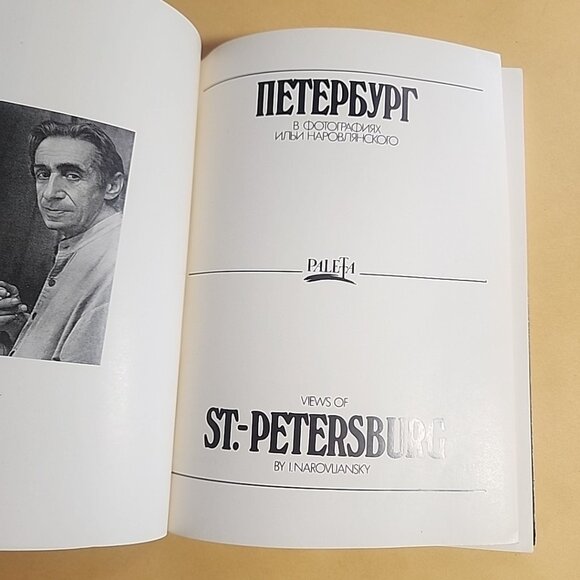 ПЕТЕРБУРГ
В ФОТОГРАФИЯХ
ИЛЬИ НАРОВЛЯНСКОГО
PALETA
VIEWS OF
ST.-PETERSBURG
BY I. NAROVLIANSKY